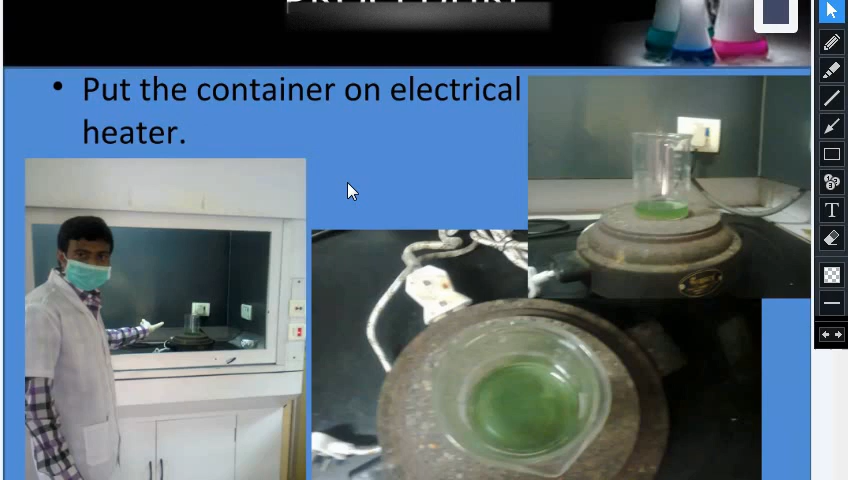 • Put the container on electrical
heater.